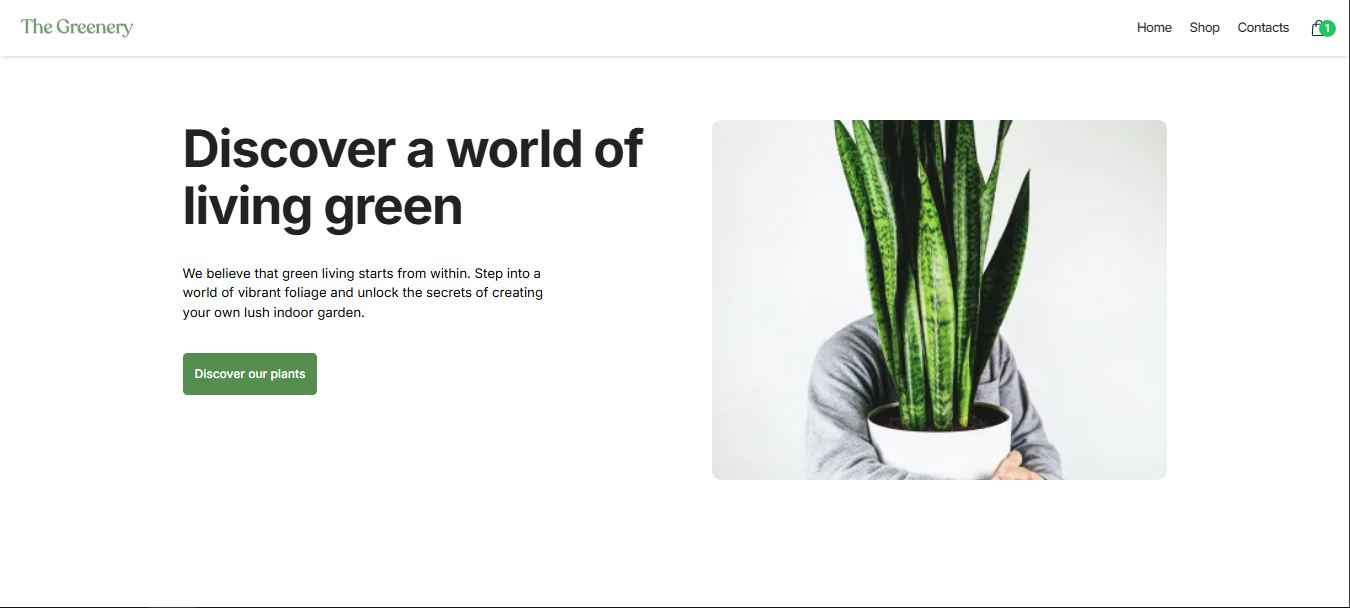 The Greenery
Home Shop Contacts 1
Discover a world of
living green
We believe that green living starts from within. Step into a
world of vibrant foliage and unlock the secrets of creating
your own lush indoor garden.
Discover our plants